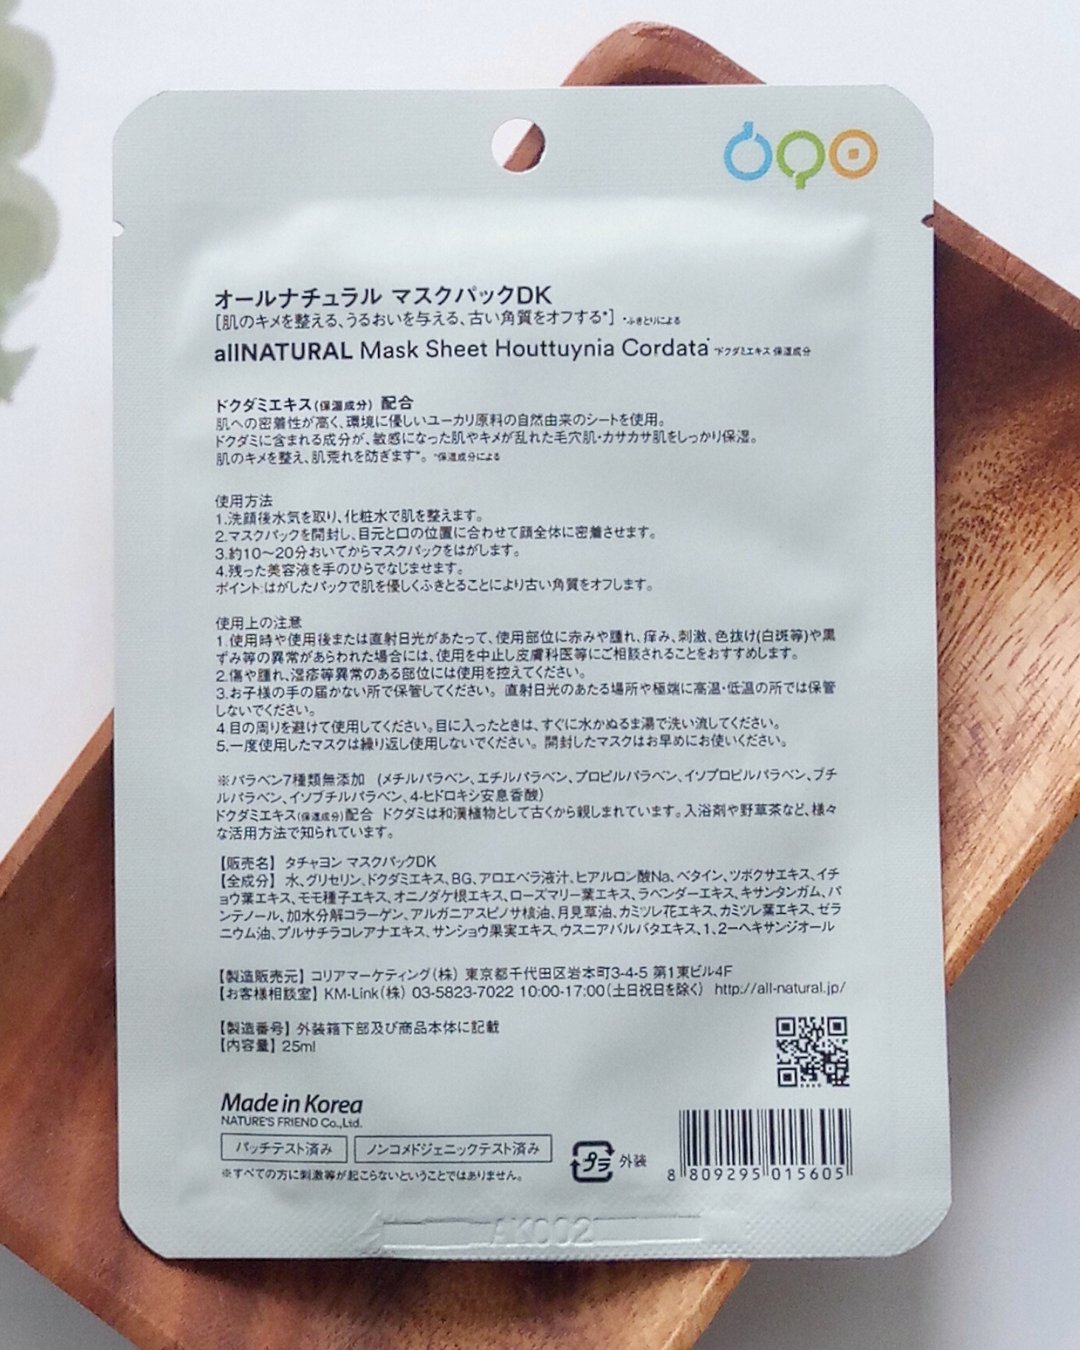 オールナチュラル マスクパックDK
[肌のキメを整える、うるおいを与える、古い角質をオフする*] *ふきとりによる
allNATURAL Mask Sheet Houttuynia Cordata* *ドクダミエキス 保湿成分
ドクダミエキス(保湿成分) 配合
肌への密着性が高く、環境に優しいユーカリ原料の自然由来のシートを使用。
ドクダミに含まれる成分が、敏感になった肌やキメが乱れた毛穴肌・カサカサ肌をしっかり保湿。
肌のキメを整え、肌荒れを防ぎます*。 *保湿成分による
使用方法
1.洗顔後水気を取り、化粧水で肌を整えます。
2.マスクパックを開封し、目元と口の位置に合わせて顔全体に密着させます。
3.約10〜20分おいてからマスクパックをはがします。
4.残った美容液を手のひらでなじませます。
ポイント:はがしたパックで肌を優しくふきとることにより古い角質をオフします。
使用上の注意
1.使用時や使用後または直射日光があたって、使用部位に赤みや腫れ、痒み、刺激、色抜け(白斑等)や黒
ずみ等の異常があらわれた場合には、使用を中止し皮膚科医等にご相談されることをおすすめします。
2.傷や腫れ、湿疹等異常のある部位には使用を控えてください。
3.お子様の手の届かない所で保管してください。 直射日光のあたる場所や極端に高温・低温の所では保管
しないでください。
4.目の周りを避けて使用してください。目に入ったときは、すぐに水かぬるま湯で洗い流してください。
5.一度使用したマスクは繰り返し使用しないでください。 開封したマスクはお早めにお使いください。
※パラベン7種類無添加 (メチルパラベン、エチルパラベン、プロピルパラベン、イソプロピルパラベン、ブチ
ルパラベン、イソブチルパラベン、4-ヒドロキシ安息香酸)
ドクダミエキス(保湿成分)配合 ドクダミは和漢植物として古くから親しまれています。入浴剤や野草茶など、様々
な活用方法で知られています。
【販売名】 タチャヨン マスクパックDK
【全成分】 水、グリセリン、ドクダミエキス、BG、アロエベラ液汁、ヒアルロン酸Na、ベタイン、ツボクサエキス、イチ
ョウ葉エキス、モモ種子エキス、オニノダケ根エキス、ローズマリー葉エキス、ラベンダーエキス、キサンタンガム、パ
ンテノール、加水分解コラーゲン、アルガニアスピノサ核油、月見草油、カミツレ花エキス、カミツレ葉エキス、ゼラ
ニウム油、プルサチラコレアナエキス、サンショウ果実エキス、ウスニアバルバタエキス、1、2ーヘキサンジオール
【製造販売元】 コリアマーケティング(株) 東京都千代田区岩本町3-4-5 第1東ビル4F
【お客様相談室】 KM-Link(株) 03-5823-7022 10:00-17:00(土日祝日を除く) http://all-natural.jp/
【製造番号】 外装箱下部及び商品本体に記載
【内容量】 25ml
Made in Korea
NATURE'S FRIEND Co.,Ltd.
パッチテスト済み ノンコメドジェニックテスト済み
※すべての方に刺激等が起こらないということではありません。
プラ 外装
8 809295 015605
AK002